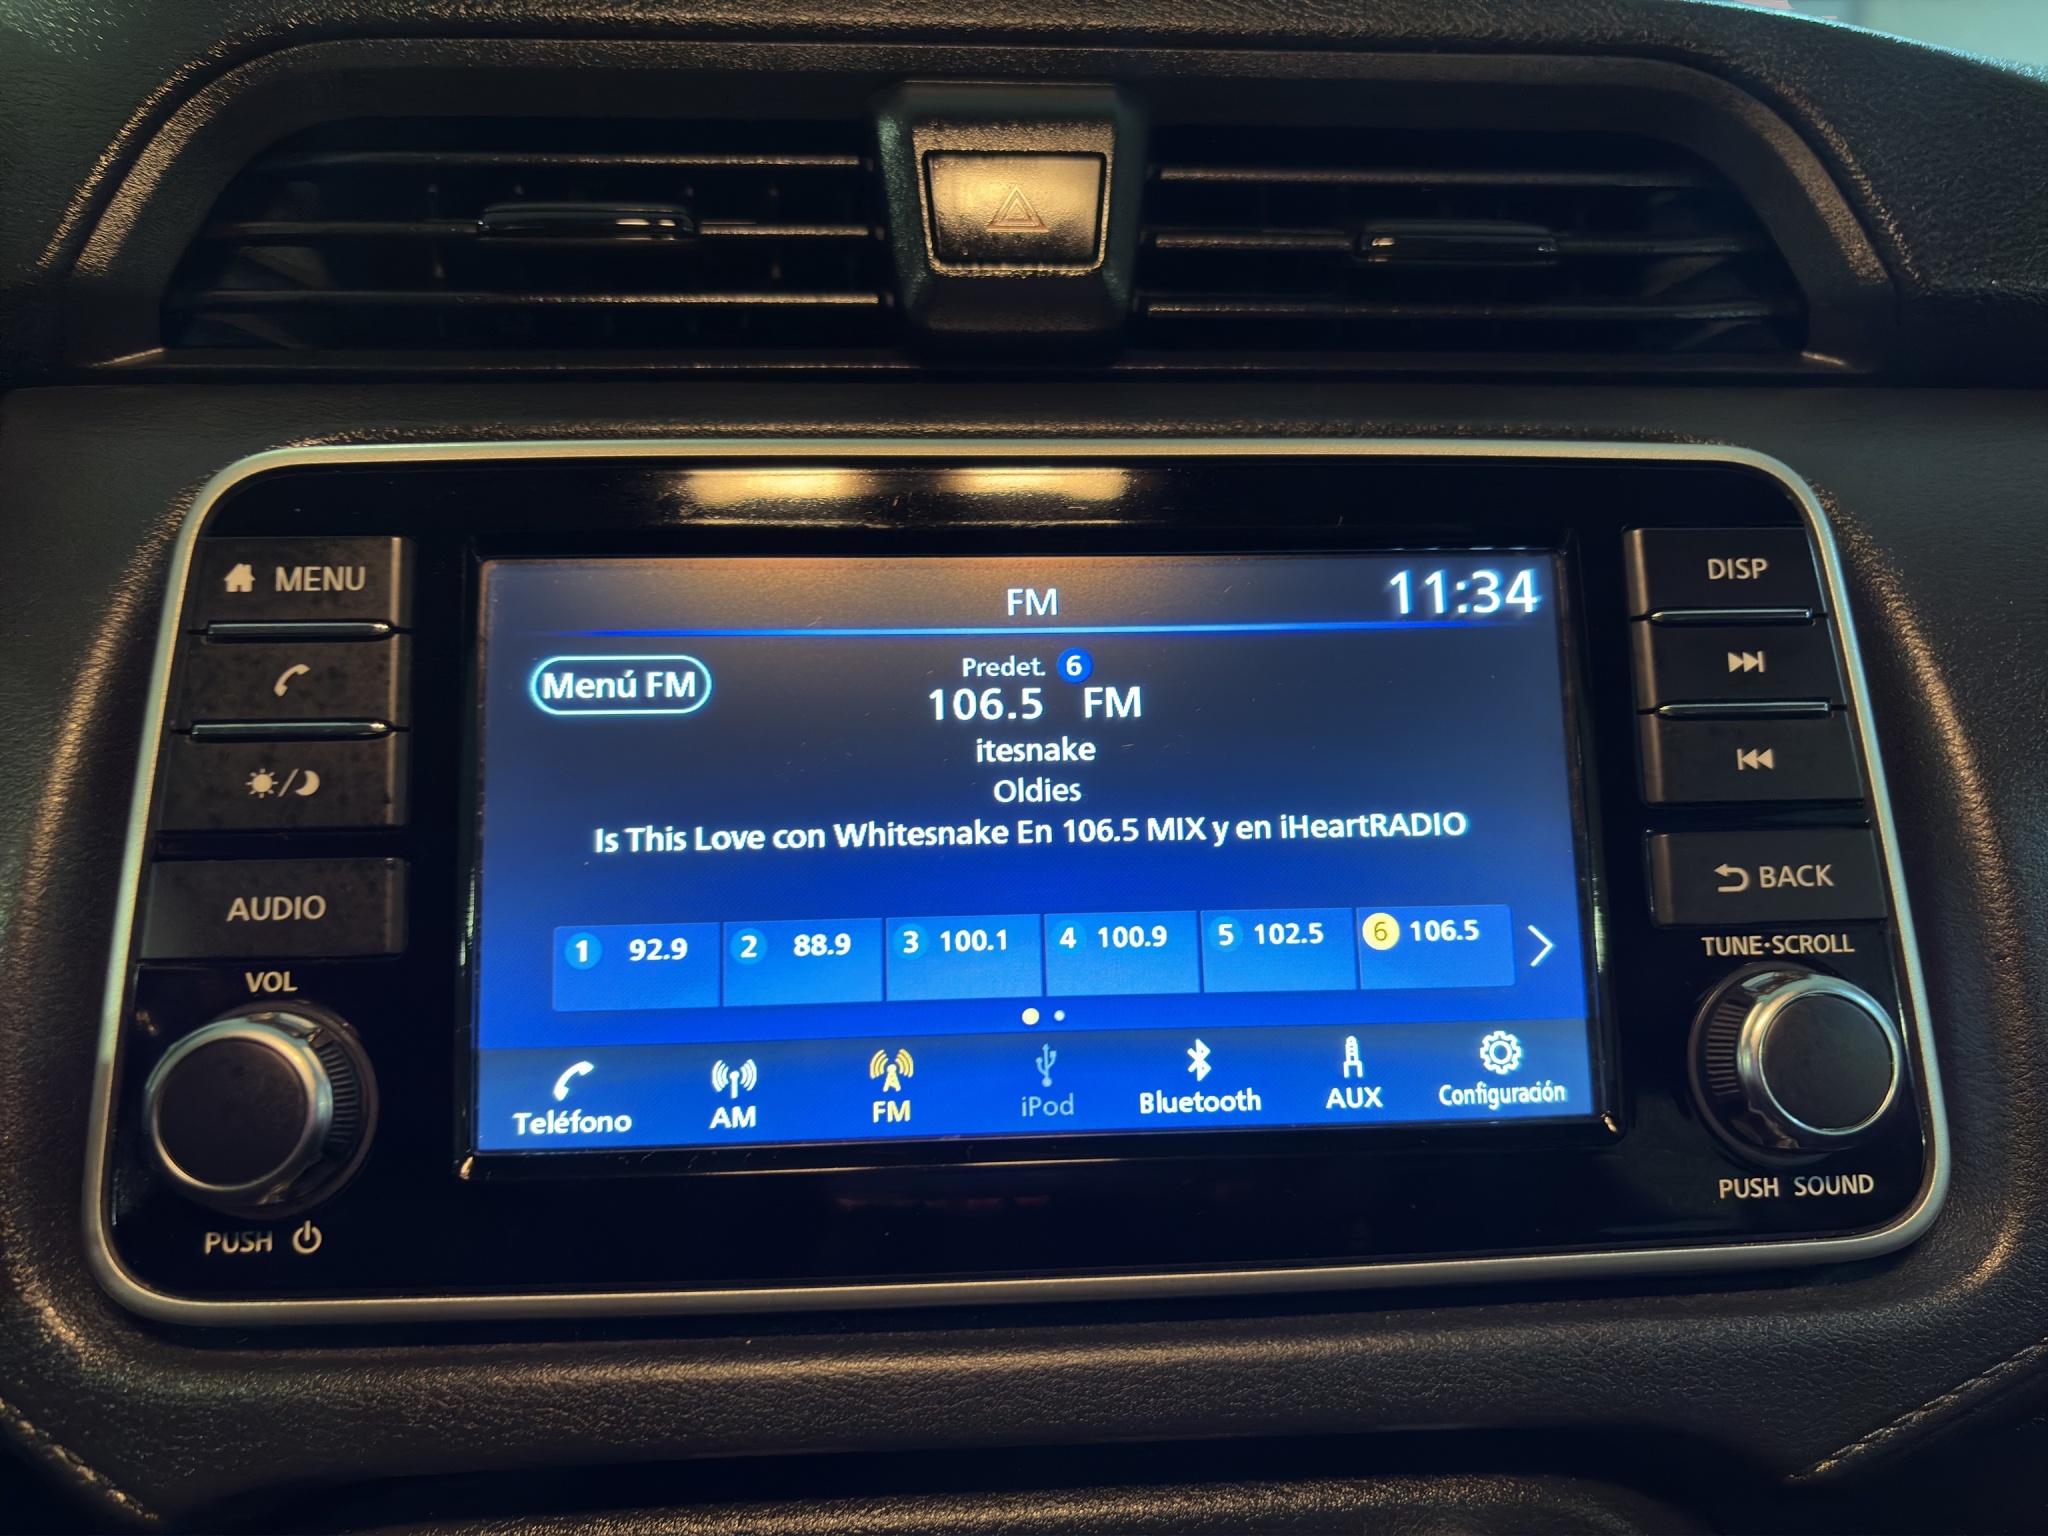 MENU
DISP
FM
11:34
Menú FM
Predet. 6
106.5 FM
itesnake
Oldies
Is This Love con Whitesnake En 106.5 MIX y en iHeartRADIO
AUDIO
BACK
1 92.9
2 88.9
3 100.1
4 100.9
5 102.5
6 106.5
VOL
TUNE·SCROLL
Teléfono
AM
FM
iPod
Bluetooth
AUX
Configuración
PUSH
PUSH SOUND